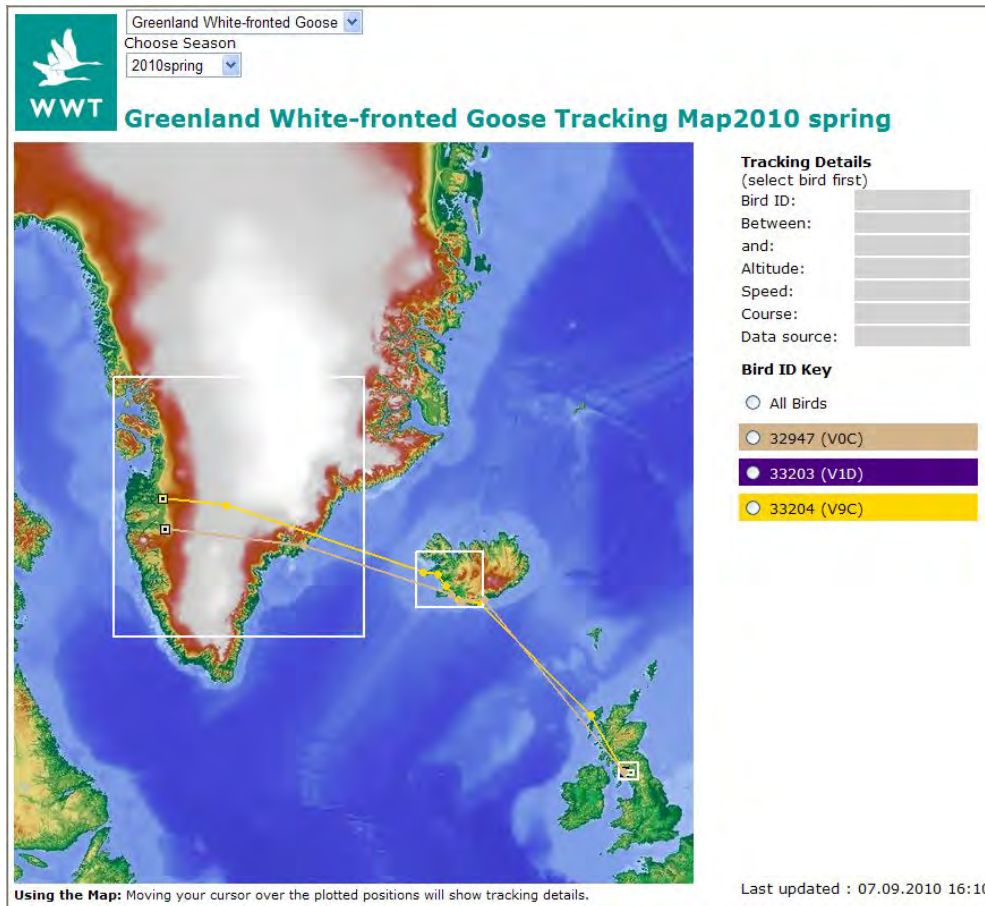 Greenland White-fronted Goose
Choose Season
2010spring
WWT
Greenland White-fronted Goose Tracking Map2010 spring
Tracking Details
(select bird first)
Bird ID:
Between:
and:
Altitude:
Speed:
Course:
Data source:
Bird ID Key
All Birds
32947 (V0C)
33203 (V1D)
33204 (V9C)
Using the Map: Moving your cursor over the plotted positions will show tracking details.
Last updated : 07.09.2010 16:10